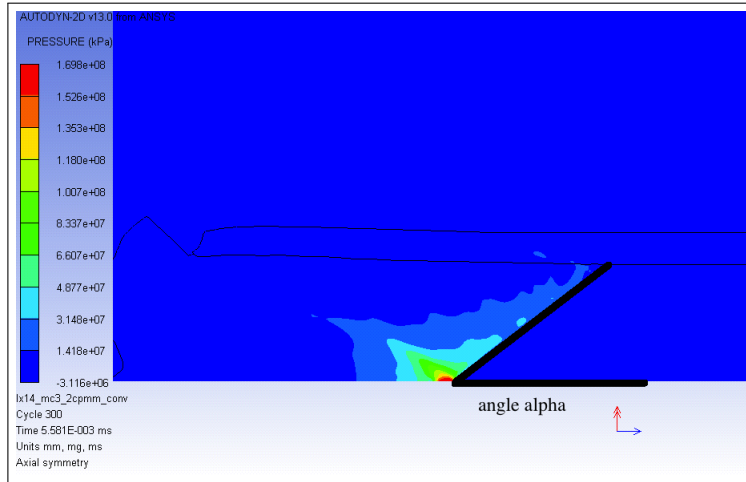 AUTODYN-2D v13.0 from ANSYS
PRESSURE (kPa)
1.698e+08
1.526e+08
1.353e+08
1.180e+08
1.007e+08
8.337e+07
6.607e+07
4.877e+07
3.148e+07
1.418e+07
-3.116e+06
lx14_mc3_2cpmm_conv
Cycle 300
Time 5.581E-003 ms
Units mm, mg, ms
Axial symmetry
angle alpha